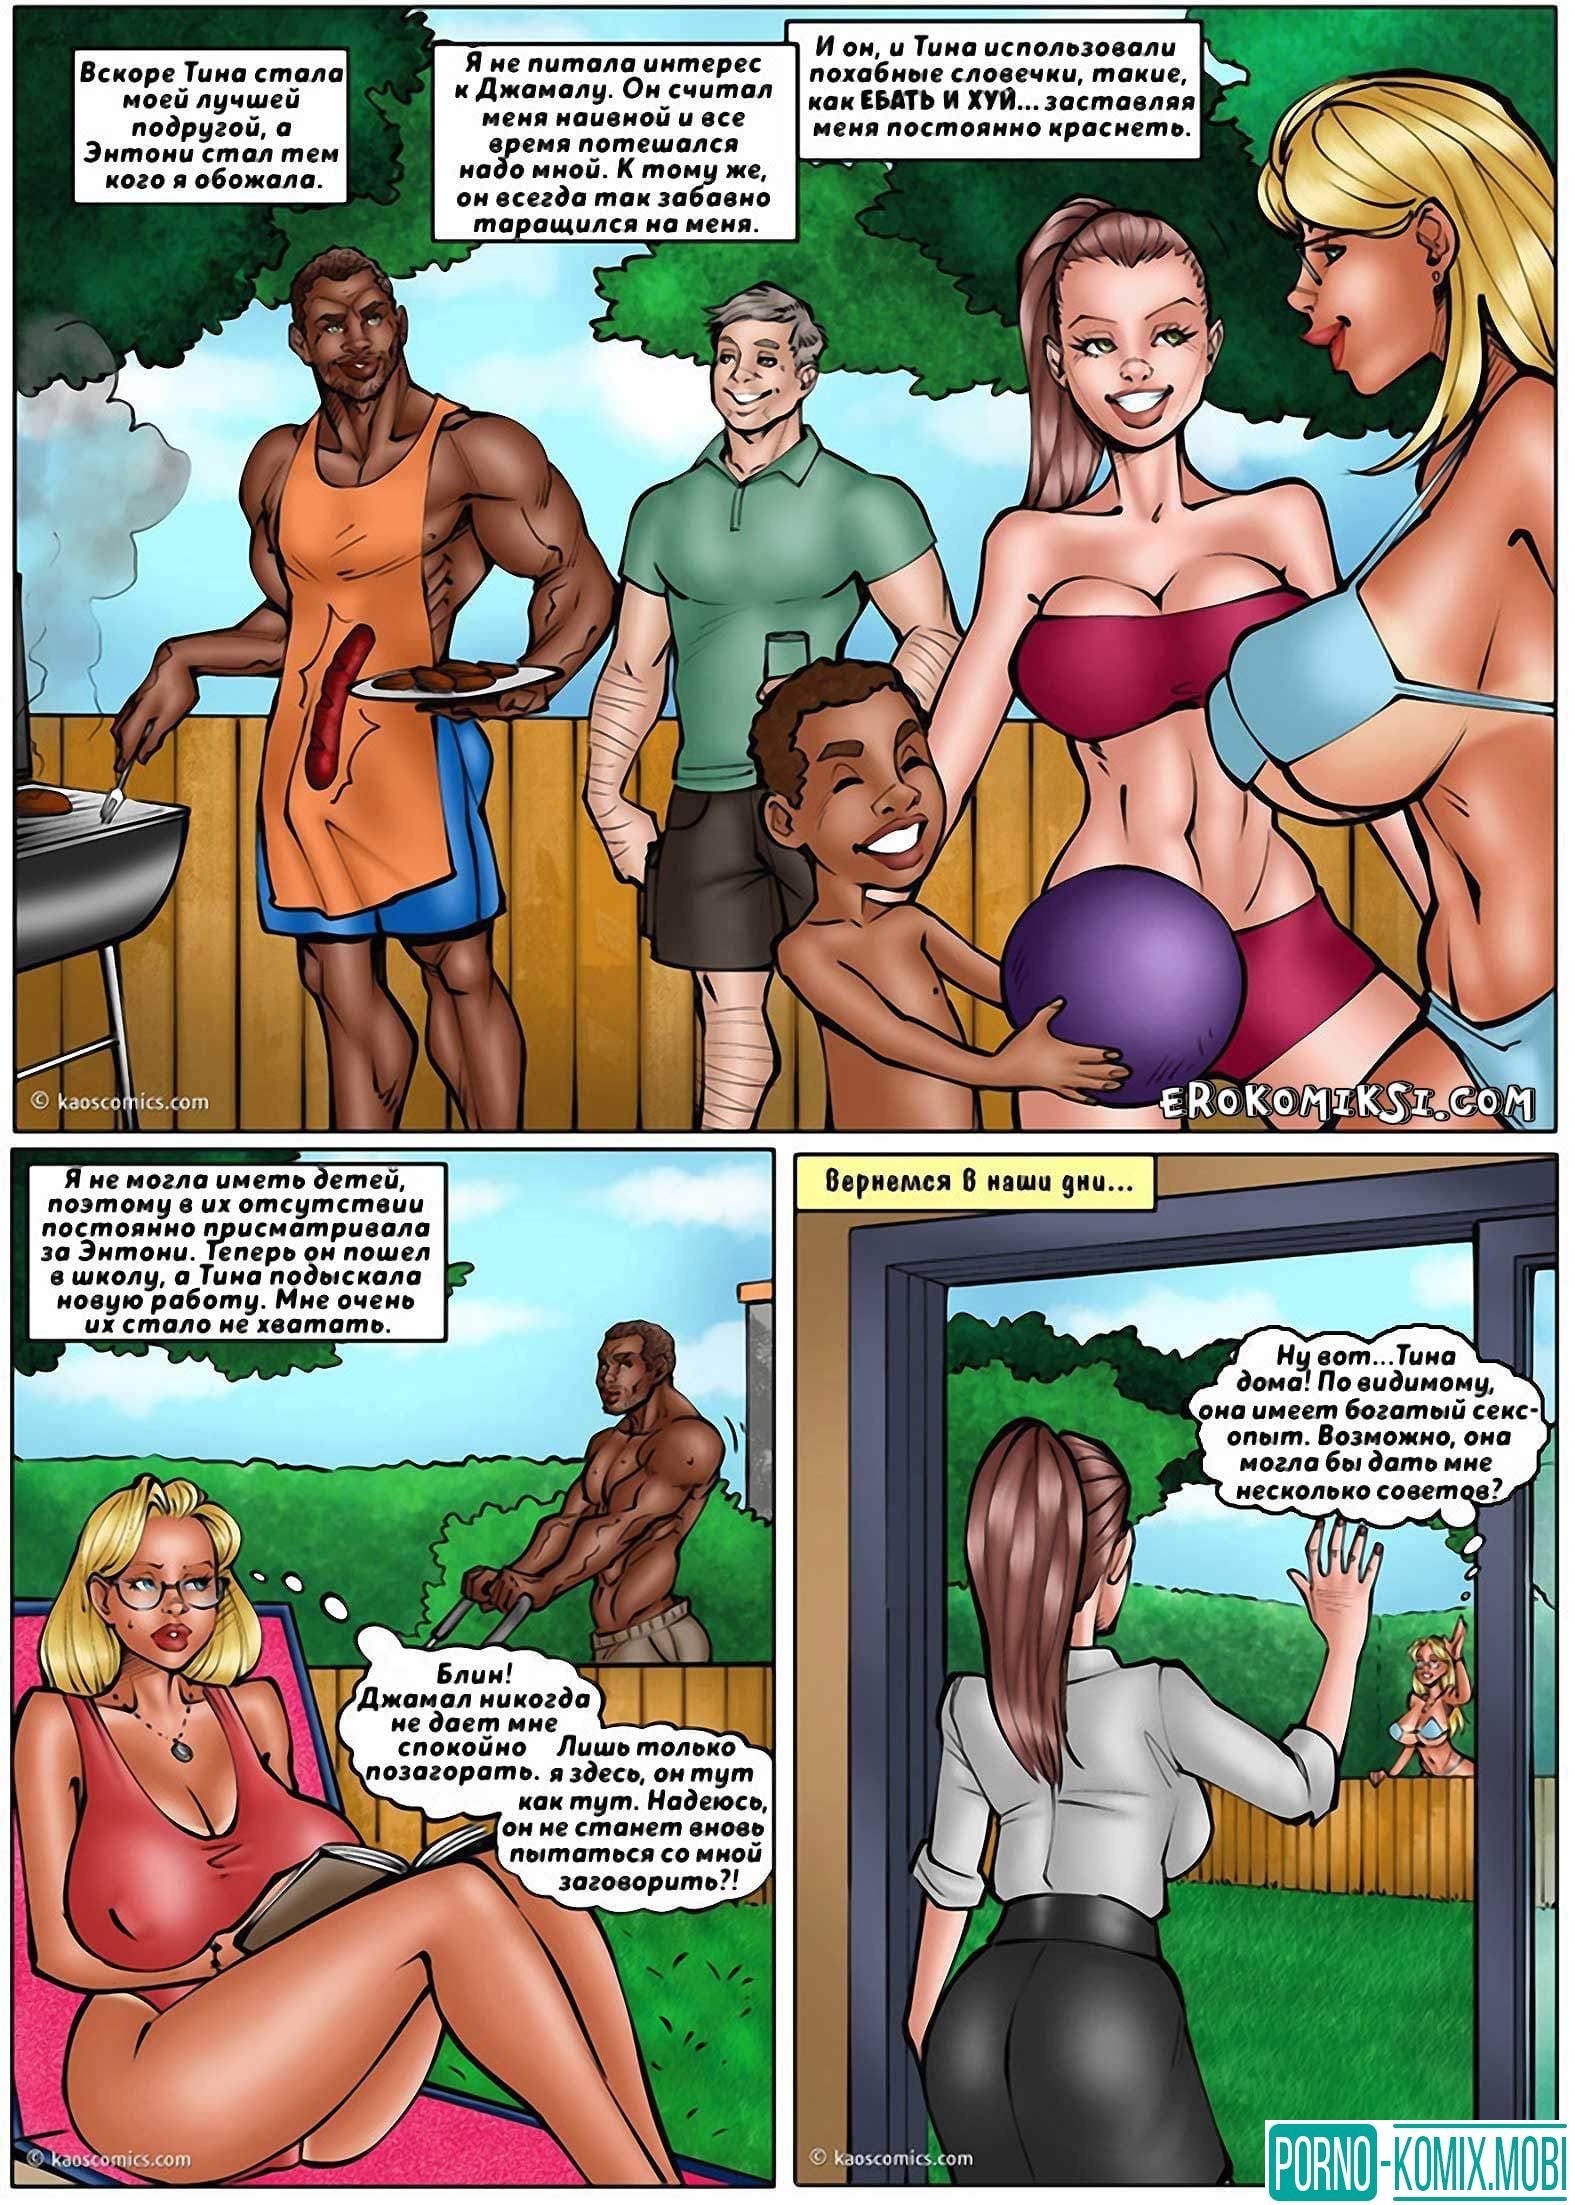 Вскоре Тина стала
моей лучшей
подругой, а
Энтони стал тем
кого я обожала.
Я не питала интерес
к Джамалу. Он считал
меня наивной и все
время потешался
надо мной. К тому же,
он всегда так забавно
таращился на меня.
И он, и Тина использовали
похабные словечки, такие,
как ЕБАТЬ И ХУЙ... заставляя
меня постоянно краснеть.
© kaoscomics.com
EROKOMIKSI.COM
Я не могла иметь детей,
поэтому в их отсутствии
постоянно присматривала
за Энтони. Теперь он пошел
в школу, а Тина подыскала
новую работу. Мне очень
их стало не хватать.
Блин!
Джамал никогда
не дает мне
спокойно
позагорать.
Лишь только
я здесь, он тут
как тут. Надеюсь,
он не станет вновь
пытаться со мной
заговорить?!
© kaoscomics.com
Вернемся в наши дни...
Ну вот...Тина
дома! По видимому,
она имеет богатый секс-
опыт. Возможно, она
могла бы дать мне
несколько советов?
© kaoscomics.com
PORNO-KOMIX.MOBI